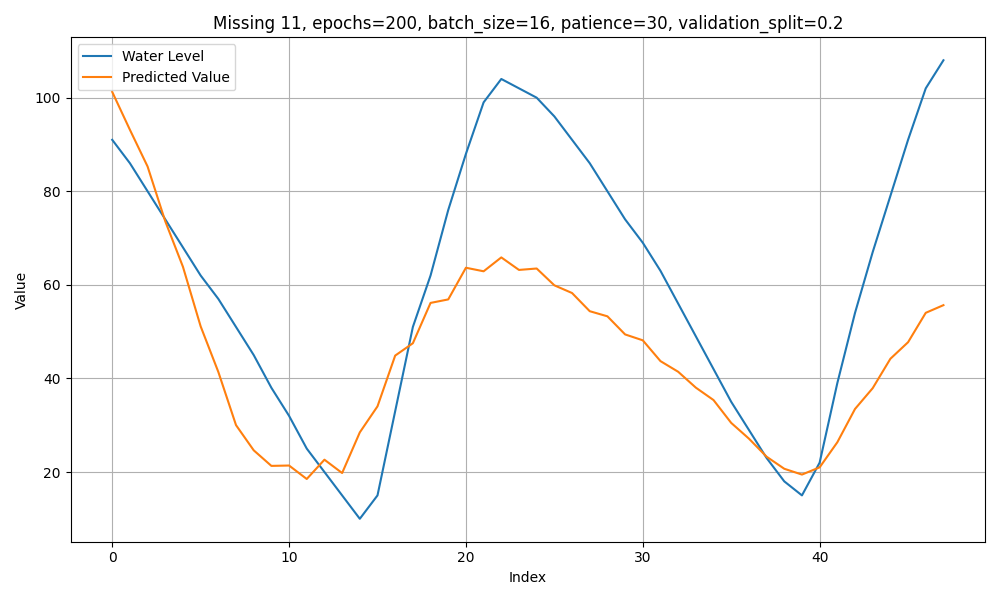 Missing 11, epochs=200, batch_size=16, patience=30, validation_split=0.2
Water Level
Predicted Value
100
80
60
40
20
Value
0 10 20 30 40
Index